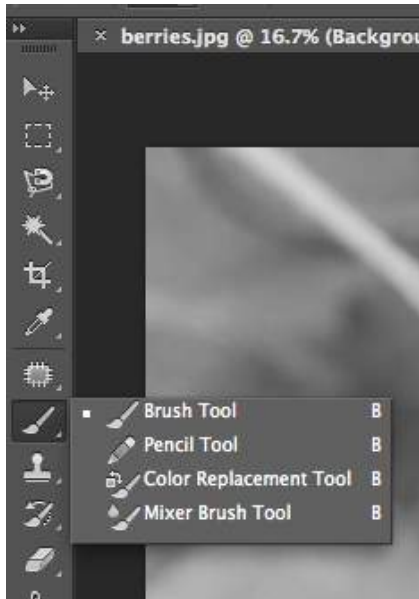 × berries.jpg @ 16.7% (Backgrou
Brush Tool B
Pencil Tool B
Color Replacement Tool B
Mixer Brush Tool B